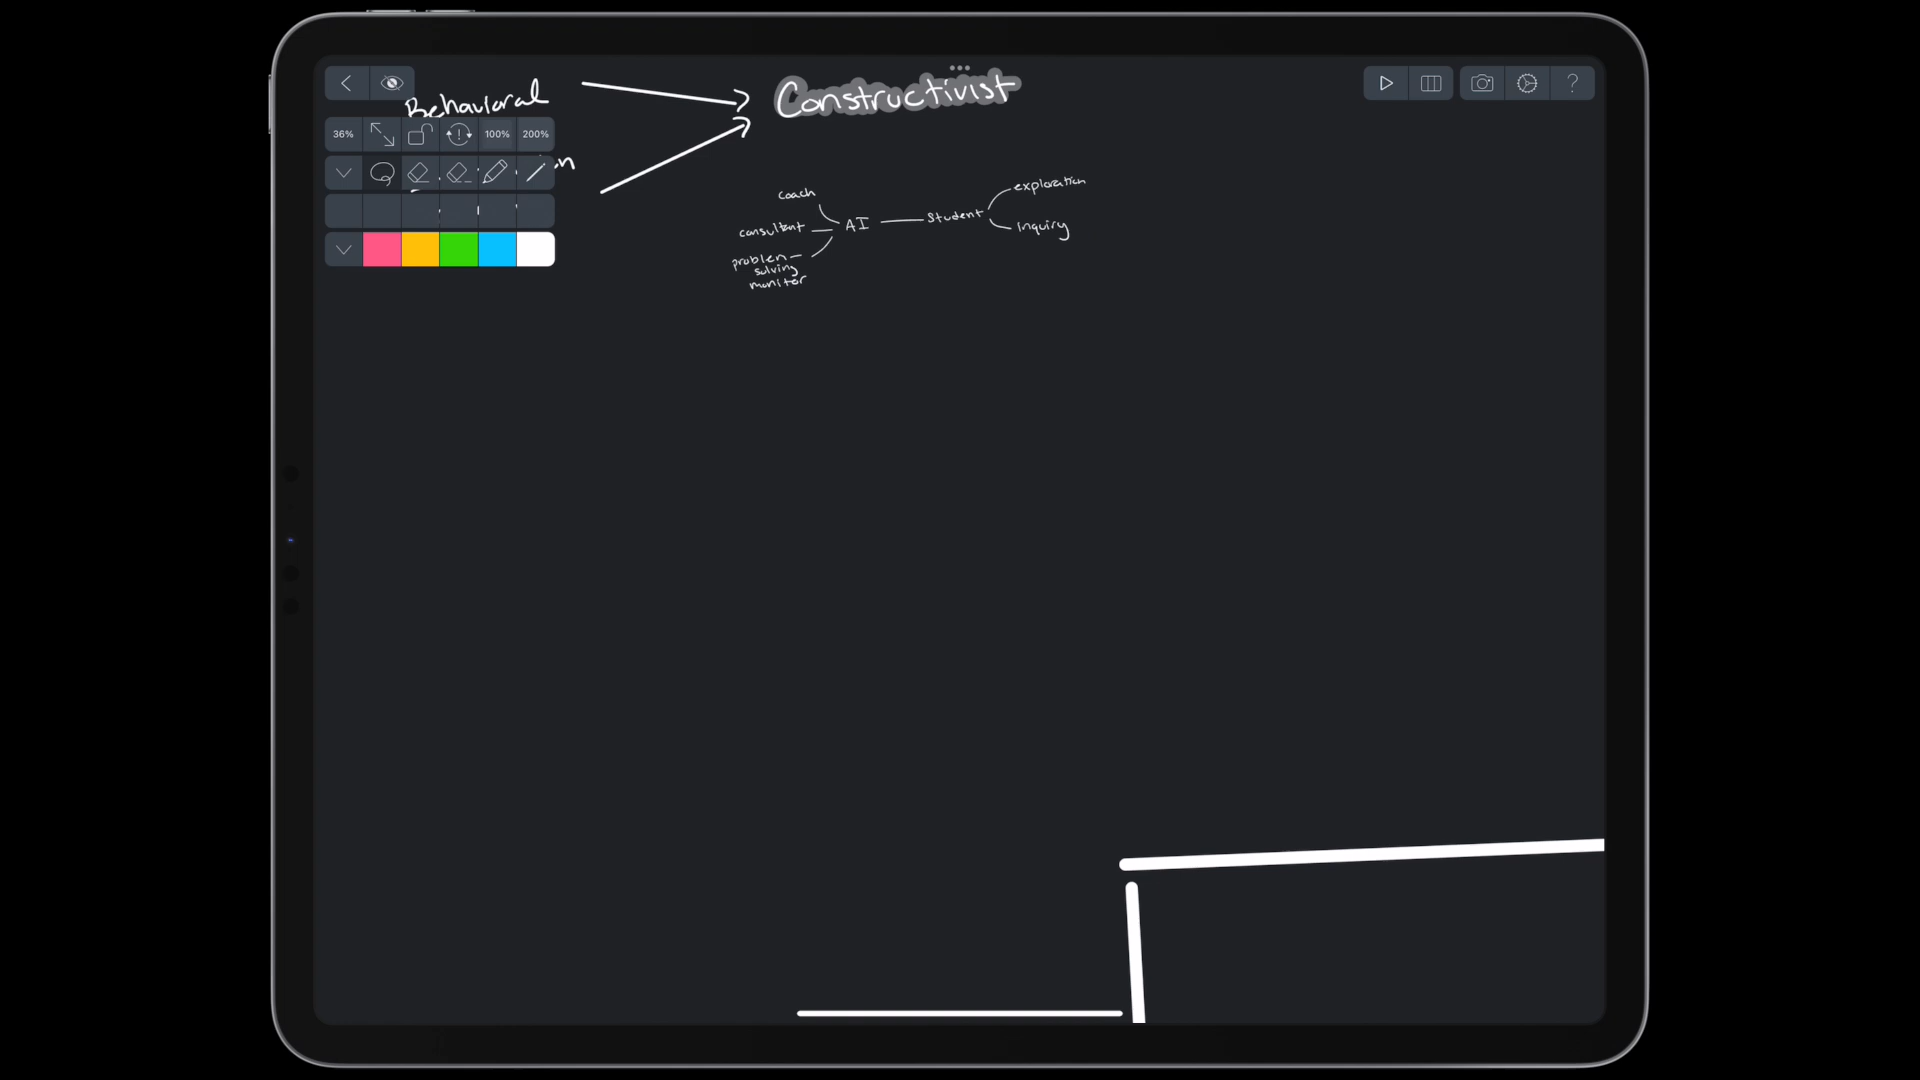 Behavioral
Constructivist
36%
100%
200%
coach
consultant
problem-
solving
monitor
AI
Student
exploration
inquiry
?